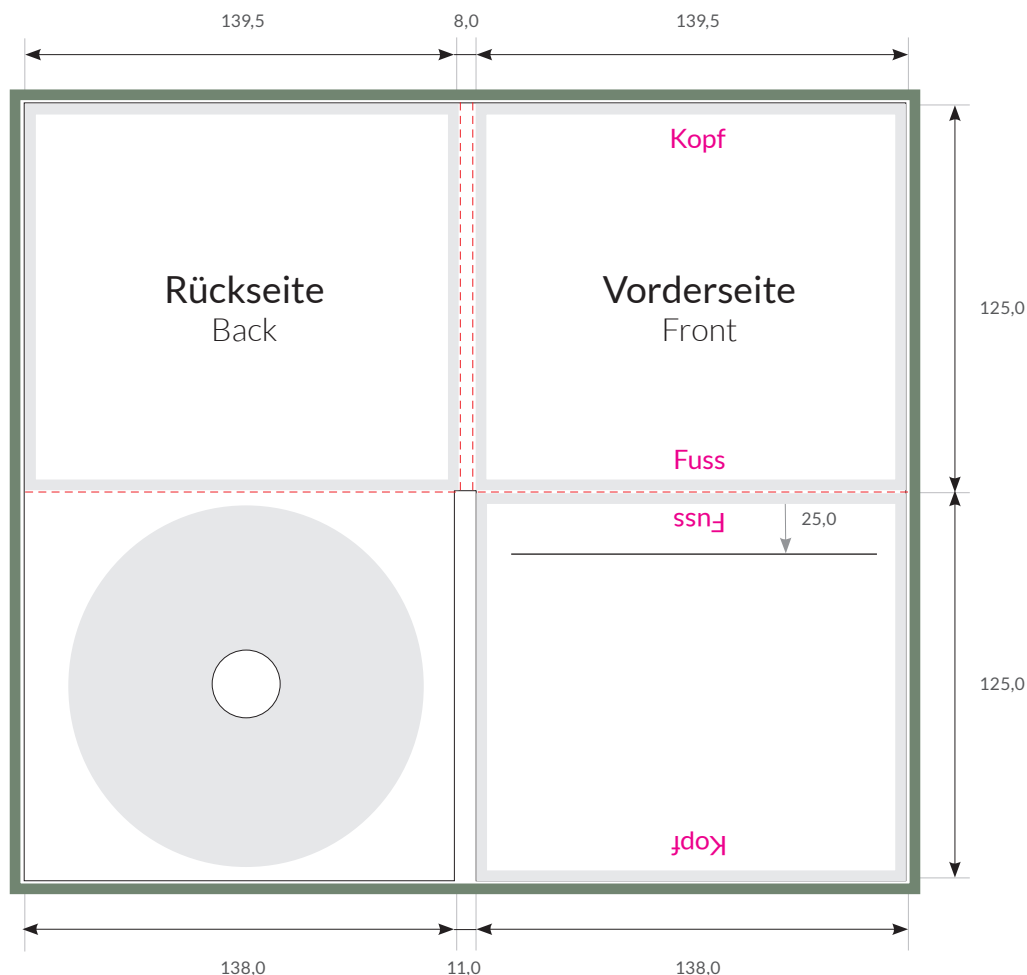 139,5
8,0
139,5
Kopf
Rückseite
Back
Vorderseite
Front
125,0
Fuss
Fuss
25,0
125,0
Kopf
138,0
11,0
138,0